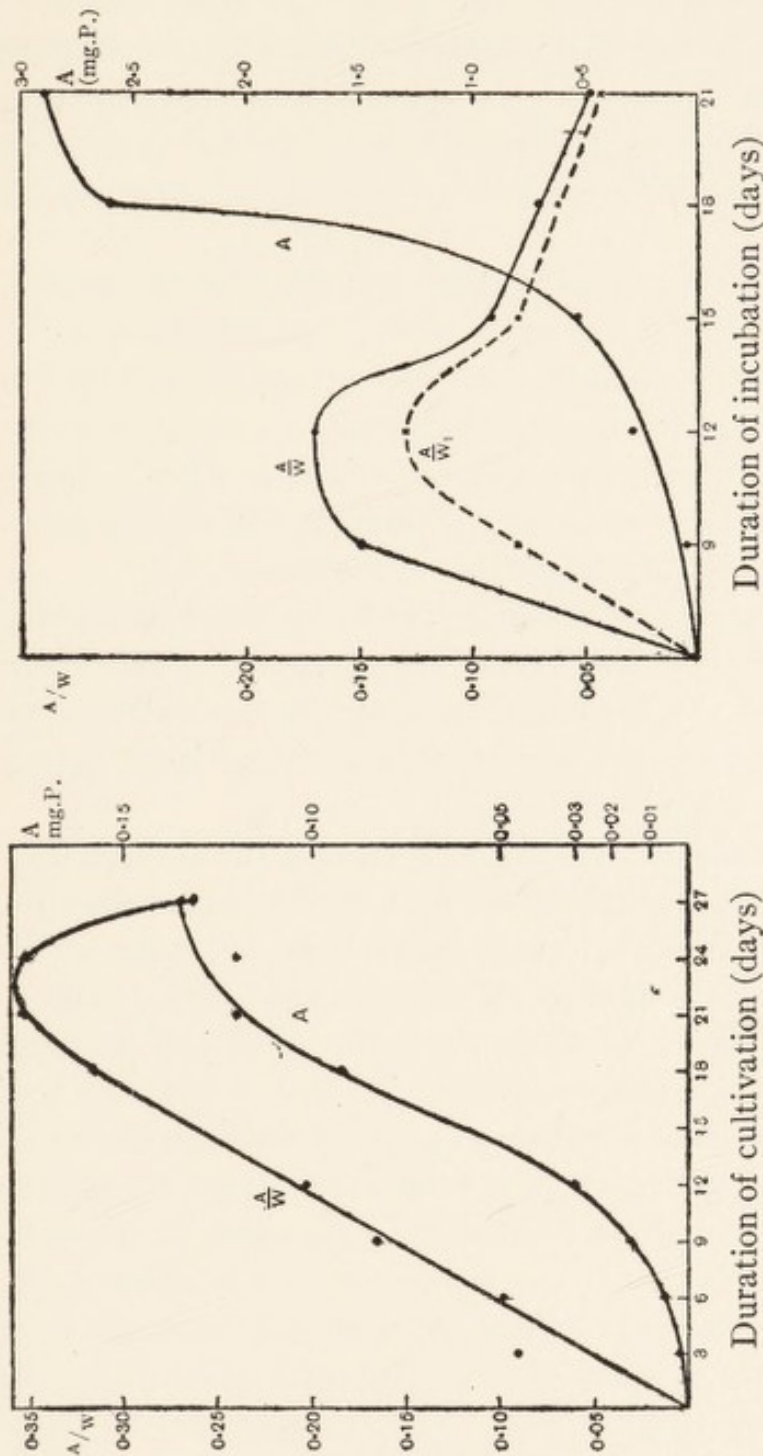 0·35
A/W
0·30
0·25
0·20
0·15
0·10
0·05
A/W
A
A
mg.P.
0·15
0·10
0·05
0·03
0·02
0·01
3 6 9 12 15 18 21 24 27
Duration of cultivation (days)
A/W
0·20
0·15
0·10
0·05
A/W
A/W₁
A
3·0
A
(mg.P.)
2·5
2·0
1·5
1·0
0·5
9 12 15 18 21
Duration of incubation (days)